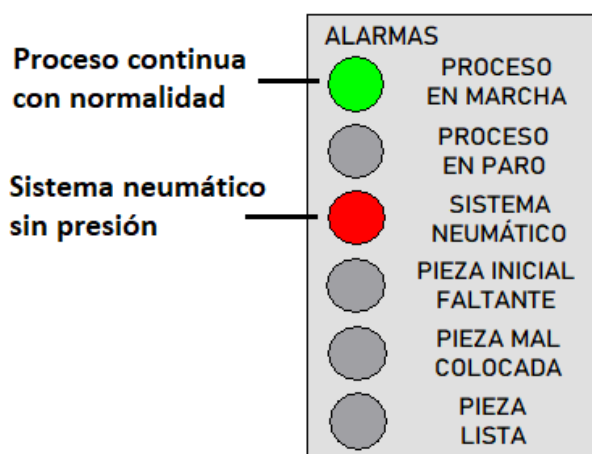 Proceso continua
con normalidad
Sistema neumático
sin presión
ALARMAS
PROCESO
EN MARCHA
PROCESO
EN PARO
SISTEMA
NEUMÁTICO
PIEZA INICIAL
FALTANTE
PIEZA MAL
COLOCADA
PIEZA
LISTA